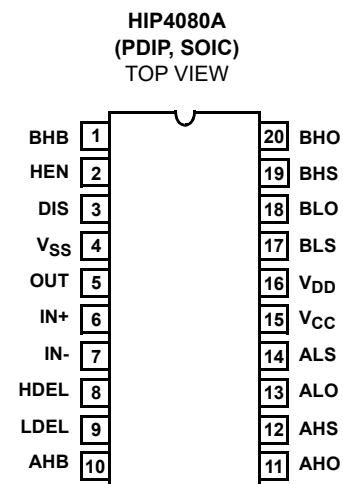 HIP4080A
(PDIP, SOIC)
TOP VIEW
BHB 1 20 BHO
HEN 2 19 BHS
DIS 3 18 BLO
VSS 4 17 BLS
OUT 5 16 VDD
IN+ 6 15 VCC
IN- 7 14 ALS
HDEL 8 13 ALO
LDEL 9 12 AHS
AHB 10 11 AHO